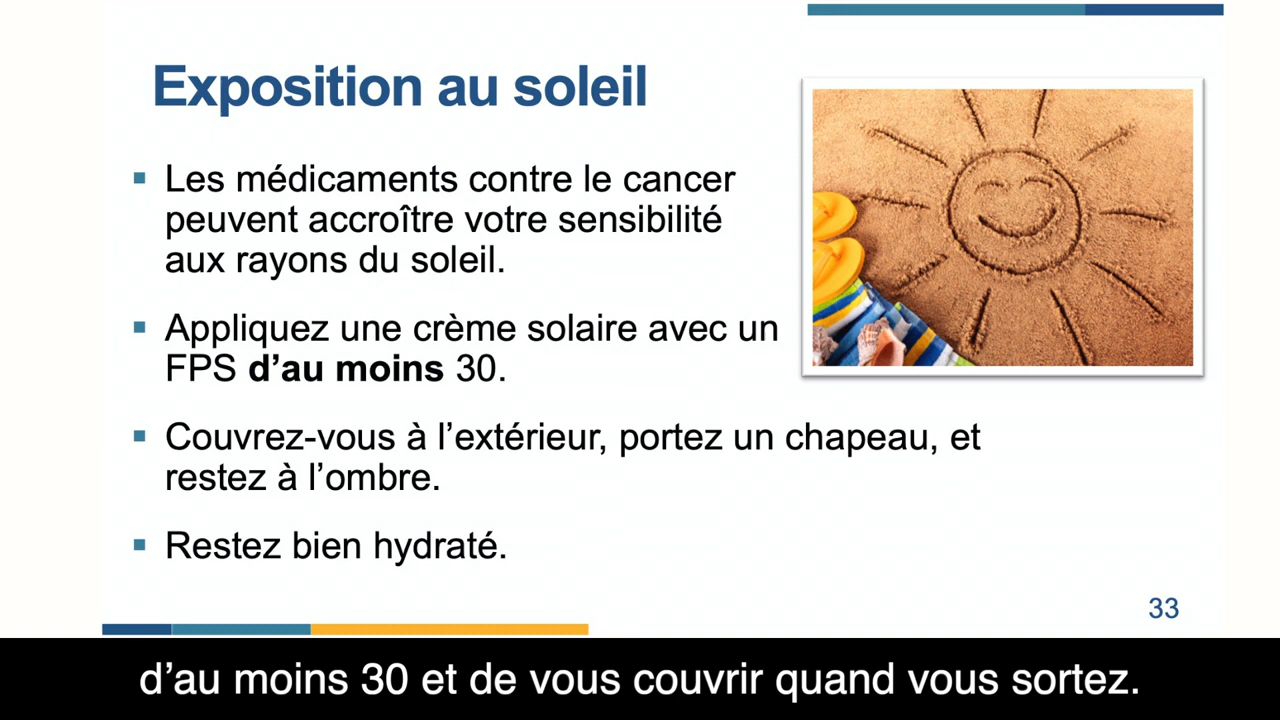 Exposition au soleil
▪ Les médicaments contre le cancer
peuvent accroître votre sensibilité
aux rayons du soleil.
▪ Appliquez une crème solaire avec un
FPS d’au moins 30.
▪ Couvrez-vous à l’extérieur, portez un chapeau, et
restez à l’ombre.
▪ Restez bien hydraté.
33
d’au moins 30 et de vous couvrir quand vous sortez.